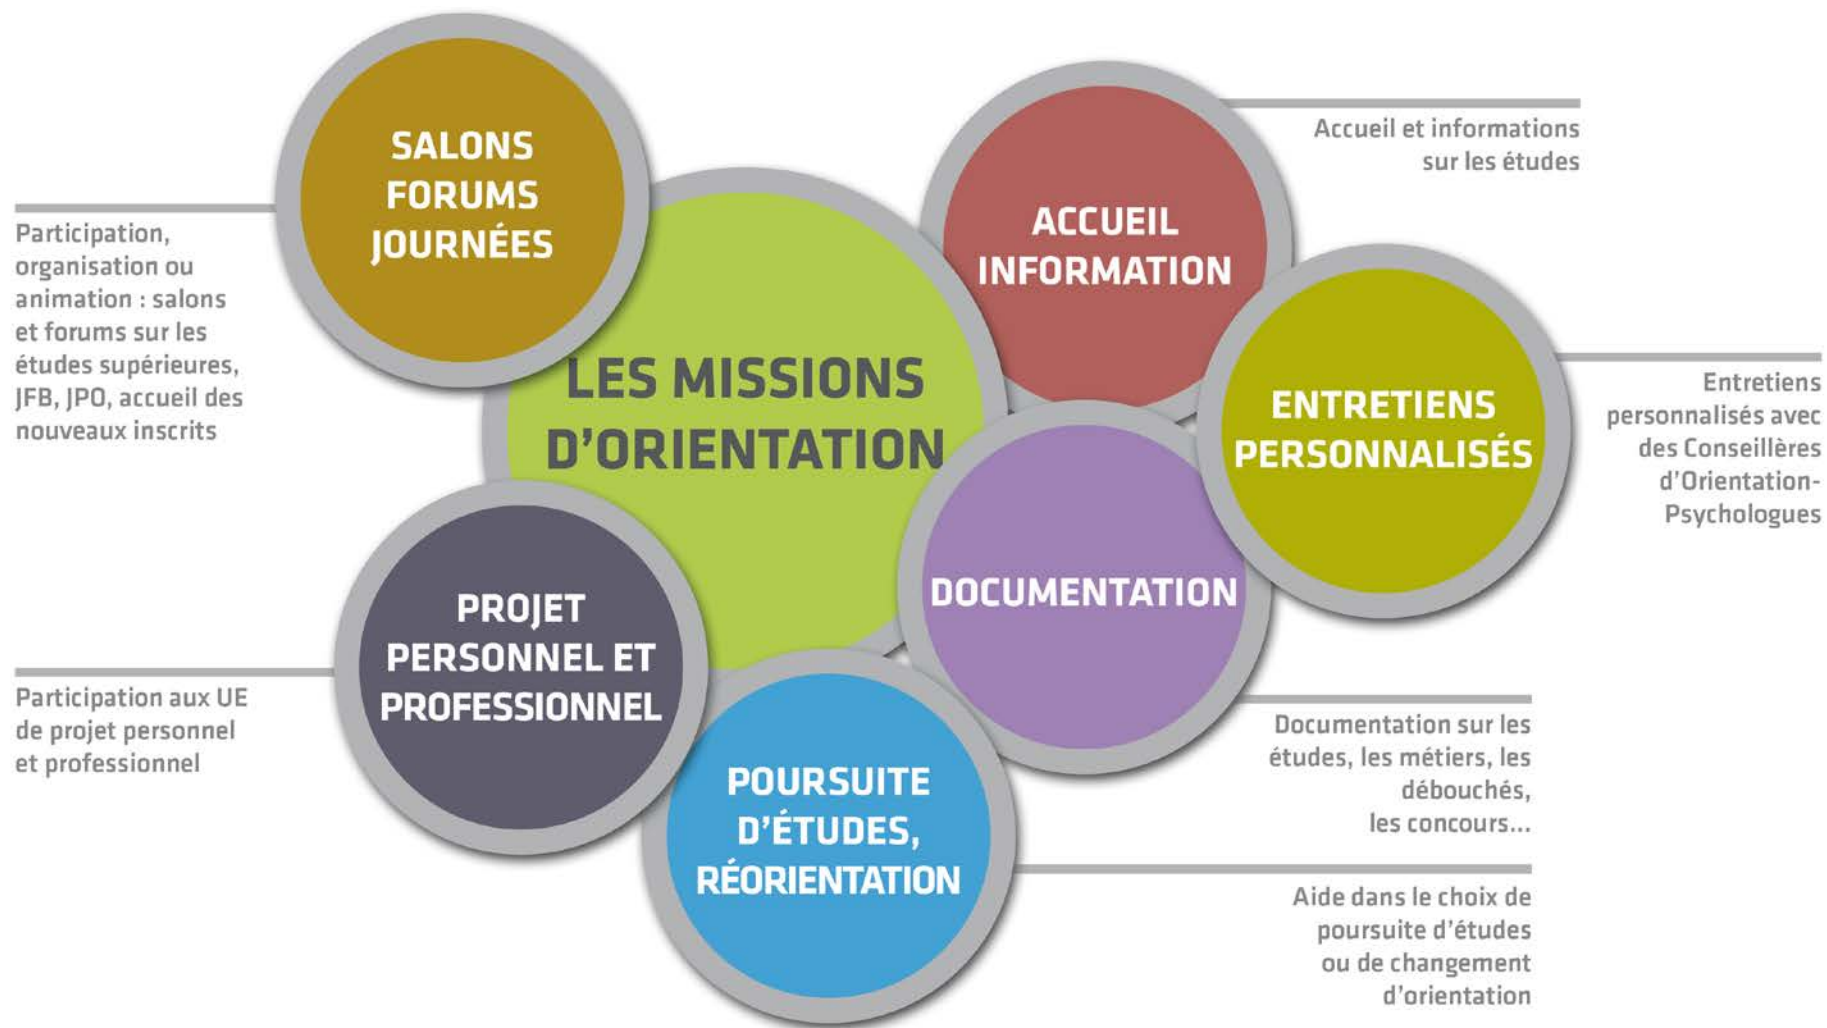 SALONS
FORUMS
JOURNÉES
Participation,
organisation ou
animation : salons
et forums sur les
études supérieures,
JFB, JPO, accueil des
nouveaux inscrits
LES MISSIONS
D’ORIENTATION
ACCUEIL
INFORMATION
Accueil et informations
sur les études
ENTRETIENS
PERSONNALISÉS
Entretiens
personnalisés avec
des Conseillères
d’Orientation-
Psychologues
DOCUMENTATION
Documentation sur les
études, les métiers, les
débouchés,
les concours...
PROJET
PERSONNEL ET
PROFESSIONNEL
Participation aux UE
de projet personnel
et professionnel
POURSUITE
D’ÉTUDES,
RÉORIENTATION
Aide dans le choix de
poursuite d’études
ou de changement
d’orientation